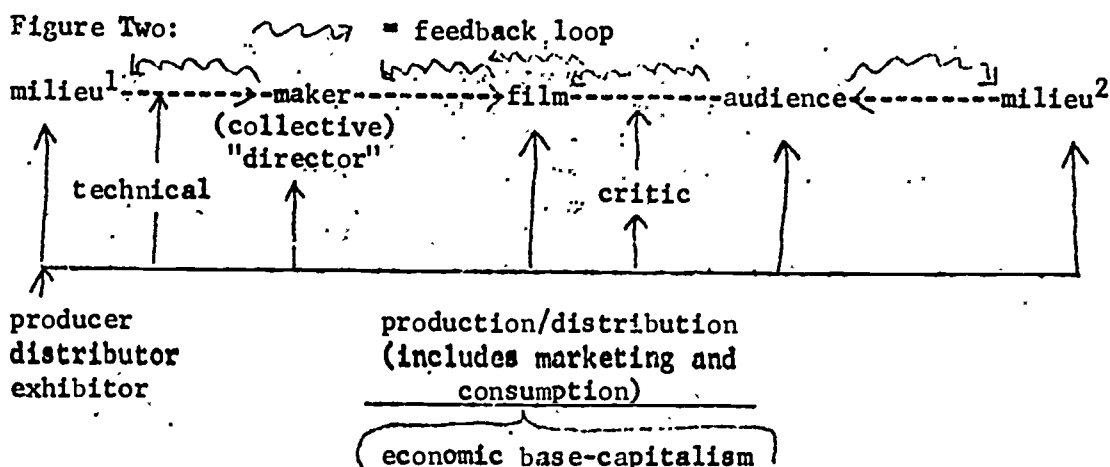 Figure Two: = feedback loop
milieu¹------->-maker------------>film------------audience<---------milieu²
(collective)
"director"
technical critic
producer production/distribution
distributor (includes marketing and
exhibitor consumption)
economic base-capitalism